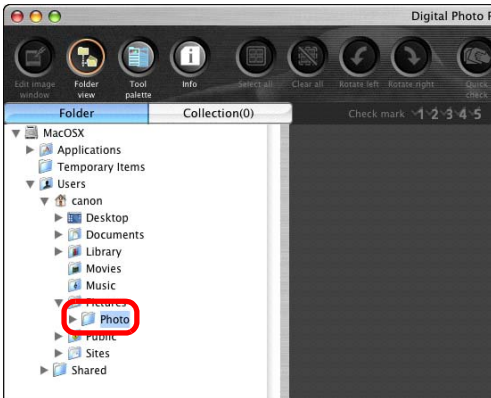 Digital Photo P
Edit image window
Folder view
Tool palette
Info
Select all
Clear all
Rotate left
Rotate right
Quick check
Folder
Collection(0)
Check mark 1 2 3 4 5
MacOSX
Applications
Temporary Items
Users
canon
Desktop
Documents
Library
Movies
Music
Pictures
Photo
Public
Sites
Shared